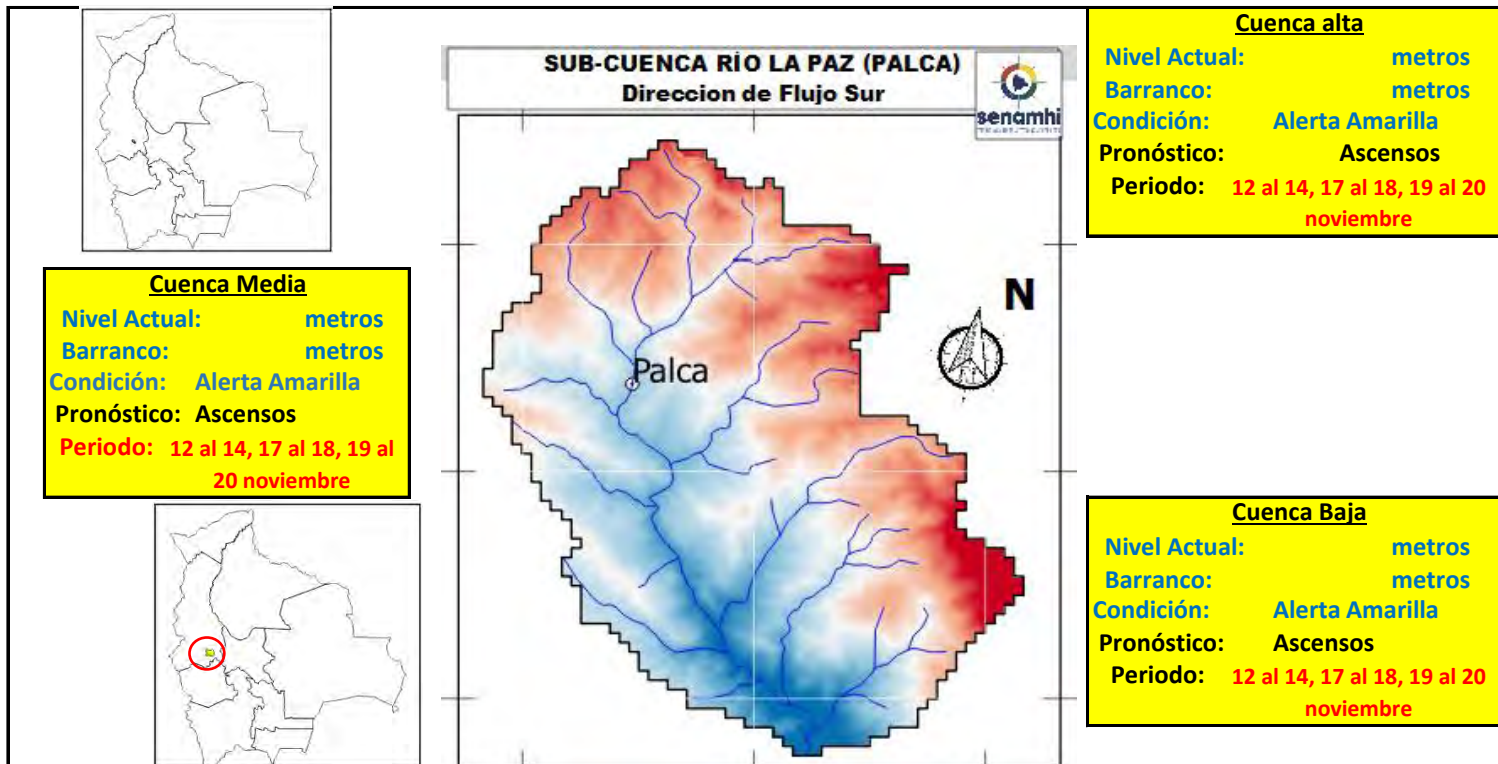 SUB-CUENCA RÍO LA PAZ (PALCA)
Direccion de Flujo Sur
senamhi
Cuenca alta
Nivel Actual: metros
Barranco: metros
Condición: Alerta Amarilla
Pronóstico: Ascensos
Periodo: 12 al 14, 17 al 18, 19 al 20
noviembre
Cuenca Media
Nivel Actual: metros
Barranco: metros
Condición: Alerta Amarilla
Pronóstico: Ascensos
Periodo: 12 al 14, 17 al 18, 19 al
20 noviembre
N
Palca
Cuenca Baja
Nivel Actual: metros
Barranco: metros
Condición: Alerta Amarilla
Pronóstico: Ascensos
Periodo: 12 al 14, 17 al 18, 19 al 20
noviembre